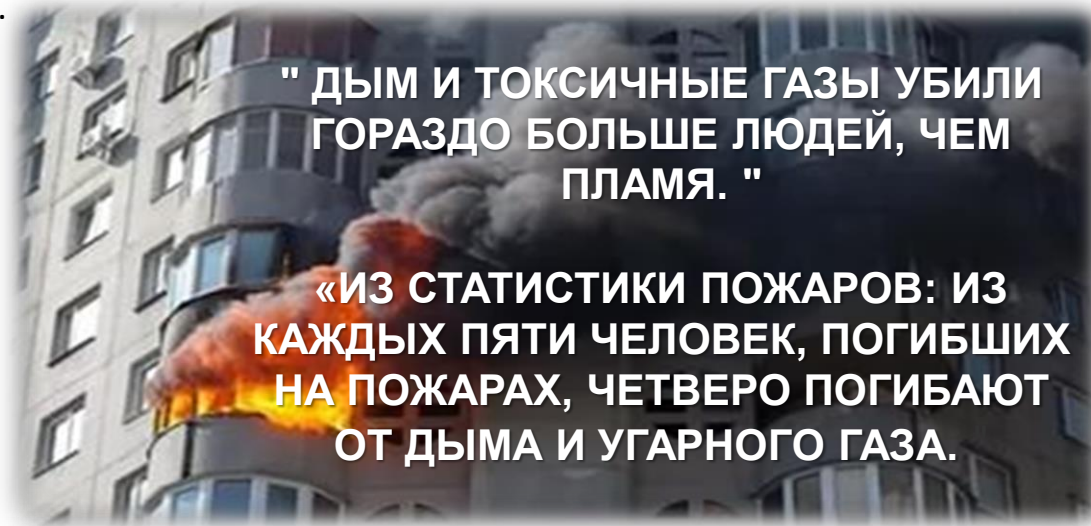 .
" ДЫМ И ТОКСИЧНЫЕ ГАЗЫ УБИЛИ
ГОРАЗДО БОЛЬШЕ ЛЮДЕЙ, ЧЕМ
ПЛАМЯ. "
«ИЗ СТАТИСТИКИ ПОЖАРОВ: ИЗ
КАЖДЫХ ПЯТИ ЧЕЛОВЕК, ПОГИБШИХ
НА ПОЖАРАХ, ЧЕТВЕРО ПОГИБАЮТ
ОТ ДЫМА И УГАРНОГО ГАЗА.